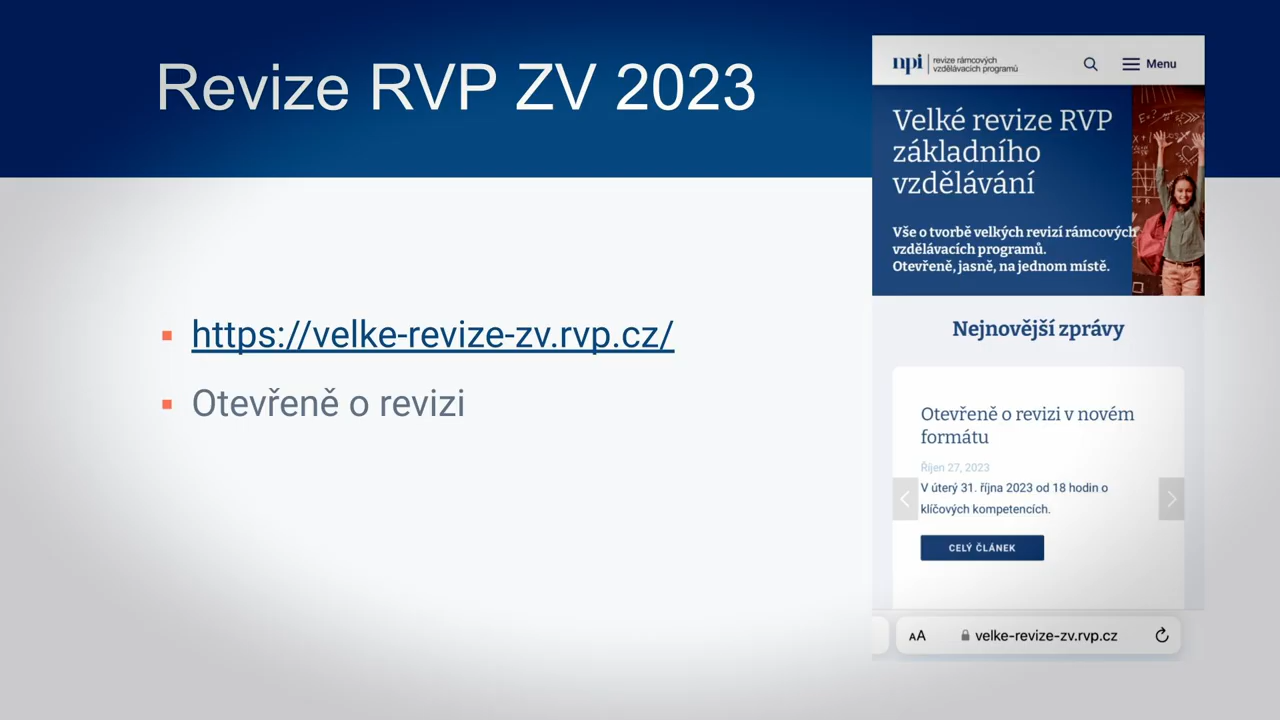 Revize RVP ZV 2023
https://velke-revize-zv.rvp.cz/
Otevřeně o revizi
npi revize rámcových
vzdělávacích programů
Menu
Velké revize RVP
základního
vzdělávání
Vše o tvorbě velkých revizí rámcových
vzdělávacích programů.
Otevřeně, jasně, na jednom místě.
Nejnovější zprávy
Otevřeně o revizi v novém
formátu
Říjen 27, 2023
V úterý 31. října 2023 od 18 hodin o
klíčových kompetencích.
CELÝ ČLÁNEK
AA velke-revize-zv.rvp.cz